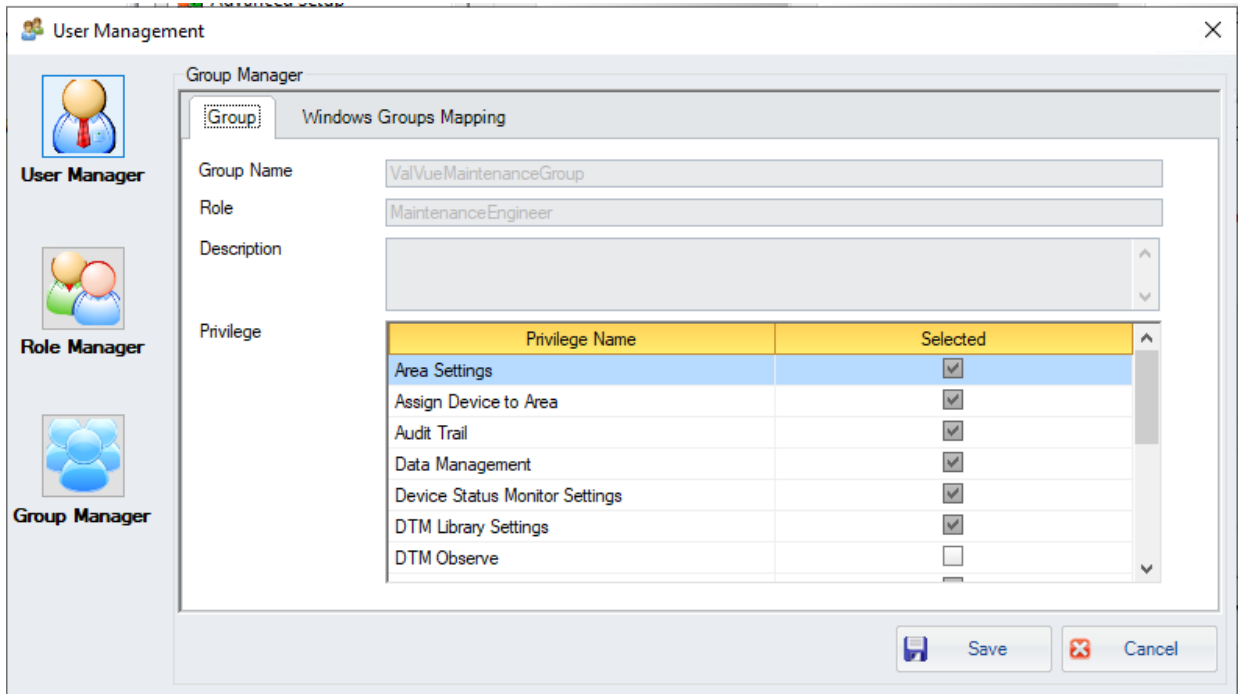 Advanced Setup
User Management
Group Manager
Group
Windows Groups Mapping
User Manager
Group Name
ValVueMaintenanceGroup
Role
MaintenanceEngineer
Description
Role Manager
Privilege
Privilege Name Selected
Area Settings
Assign Device to Area
Audit Trail
Data Management
Device Status Monitor Settings
DTM Library Settings
DTM Observe
Group Manager
Save
Cancel